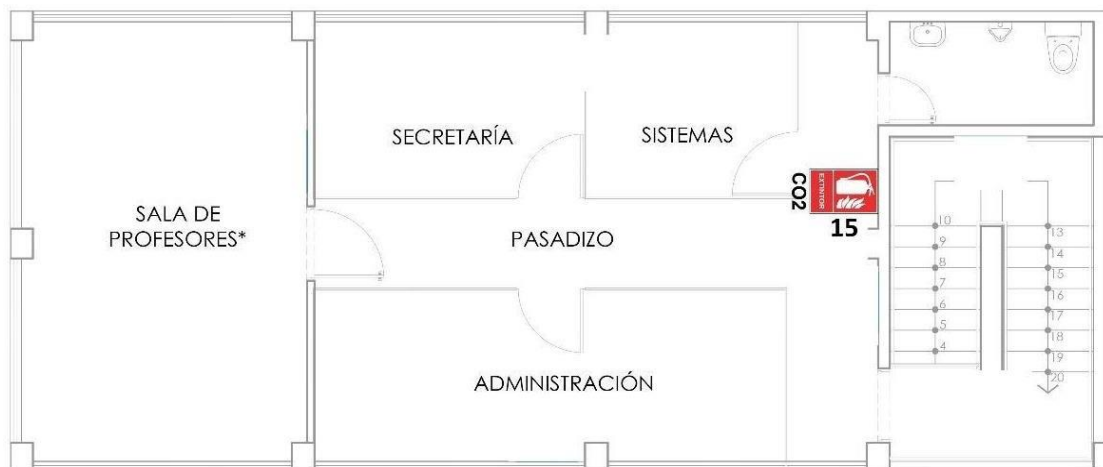 SECRETARÍA
SISTEMAS
SALA DE
PROFESORES*
PASADIZO
CO2
EXTINTOR
15
ADMINISTRACIÓN
10
9
8
7
6
5
4
13
14
15
16
17
18
19
20